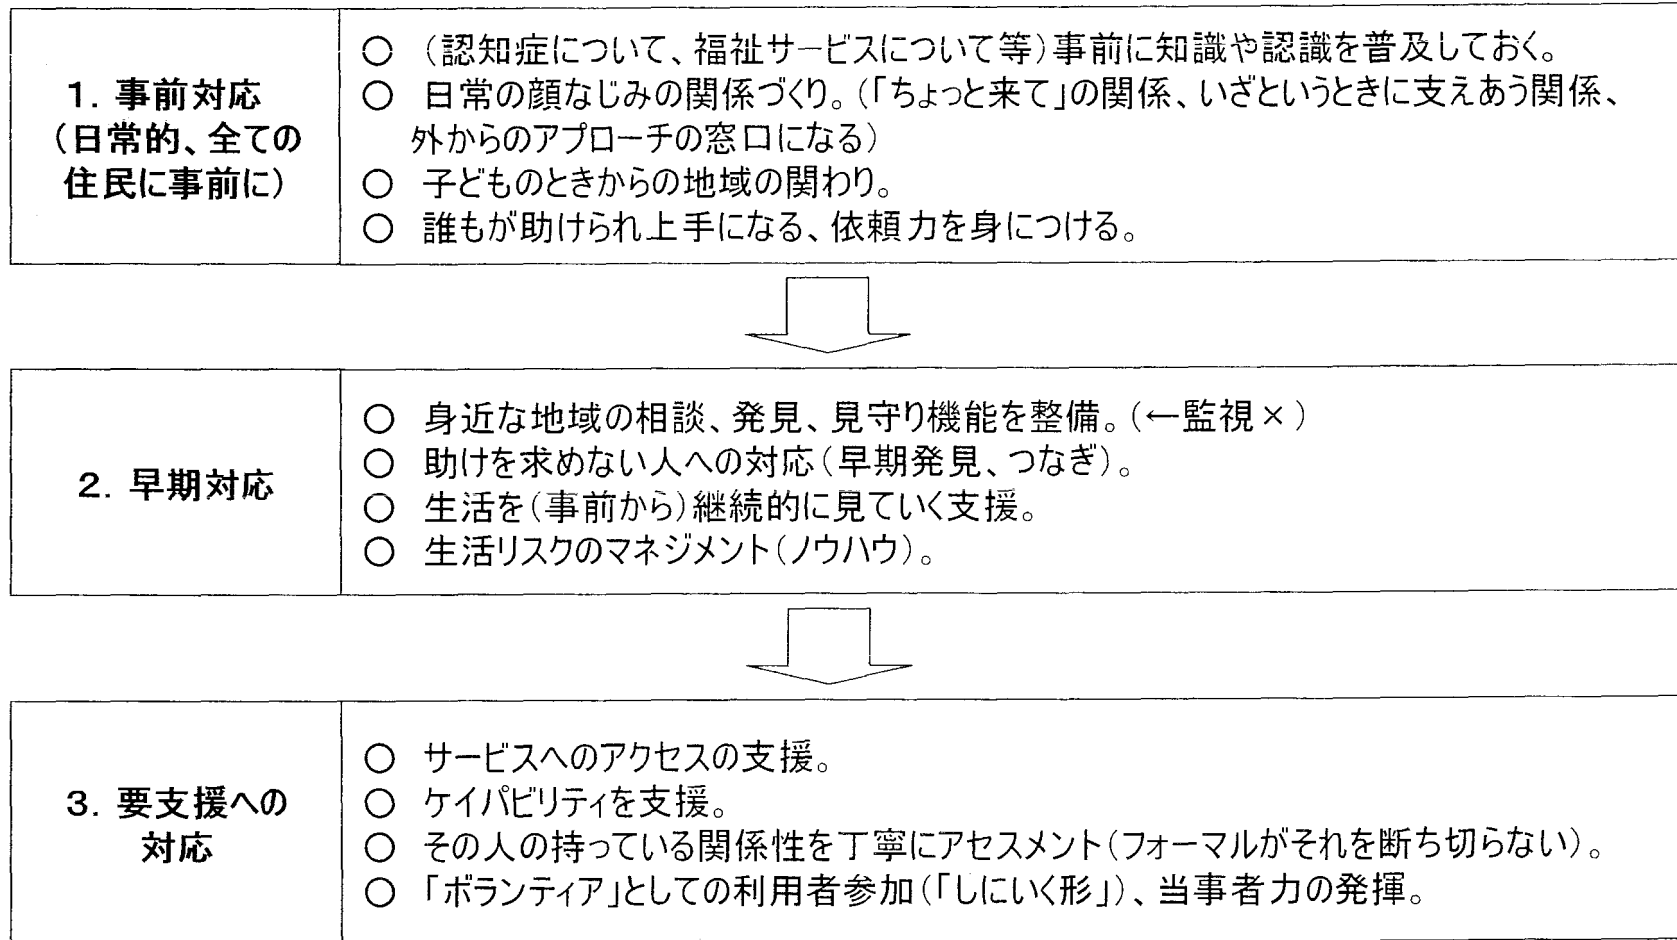 1. 事前対応
(日常的、全ての
住民に事前に)
○ (認知症について、福祉サービスについて等)事前に知識や認識を普及しておく。
○ 日常の顔なじみの関係づくり。(「ちょっと来て」の関係、いざというときに支えあう関係、
外からのアプローチの窓口になる)
○ 子どものときからの地域の関わり。
○ 誰もが助けられ上手になる、依頼力を身につける。
2. 早期対応
○ 身近な地域の相談、発見、見守り機能を整備。(←監視×)
○ 助けを求めない人への対応(早期発見、つなぎ)。
○ 生活を(事前から)継続的に見ていく支援。
○ 生活リスクのマネジメント(ノウハウ)。
3. 要支援への
対応
○ サービスへのアクセスの支援。
○ ケイパビリティを支援。
○ その人の持っている関係性を丁寧にアセスメント(フォーマルがそれを断ち切らない)。
○ 「ボランティア」としての利用者参加(「しにいく形」)、当事者力の発揮。